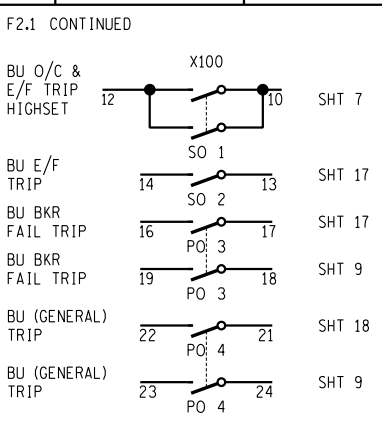 F2.1 CONTINUED
X100
BU O/C &
E/F TRIP
HIGHSET
12
10
SHT 7
SO 1
BU E/F
TRIP
14
13
SHT 17
SO 2
BU BKR
FAIL TRIP
16
17
SHT 17
PO 3
BU BKR
FAIL TRIP
19
18
SHT 9
PO 3
BU (GENERAL)
TRIP
22
21
SHT 18
PO 4
BU (GENERAL)
TRIP
23
24
SHT 9
PO 4